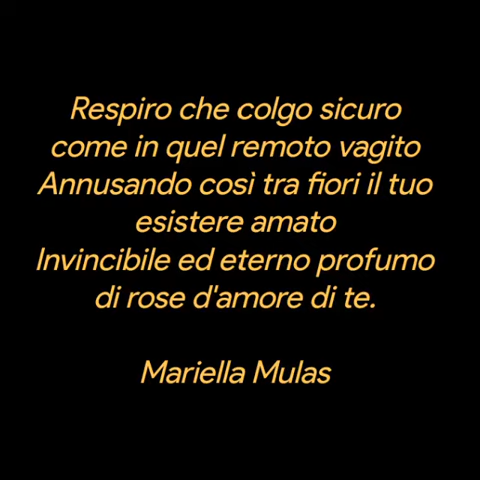 Respiro che colgo sicuro
come in quel remoto vagito
Annusando così tra fiori il tuo
esistere amato
Invincibile ed eterno profumo
di rose d'amore di te.
Mariella Mulas